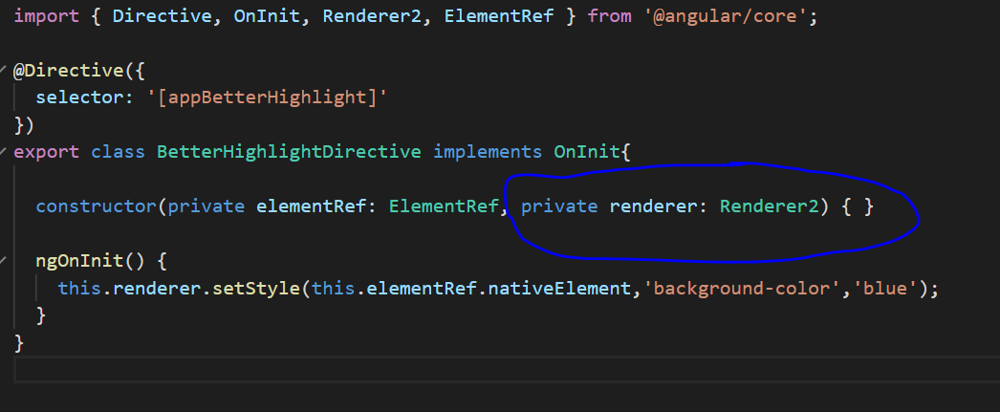 import { Directive, OnInit, Renderer2, ElementRef } from '@angular/core';
@Directive({
selector: '[appBetterHighlight]'
})
export class BetterHighlightDirective implements OnInit{
constructor(private elementRef: ElementRef, private renderer: Renderer2) { }
ngOnInit() {
this.renderer.setStyle(this.elementRef.nativeElement,'background-color','blue');
}
}